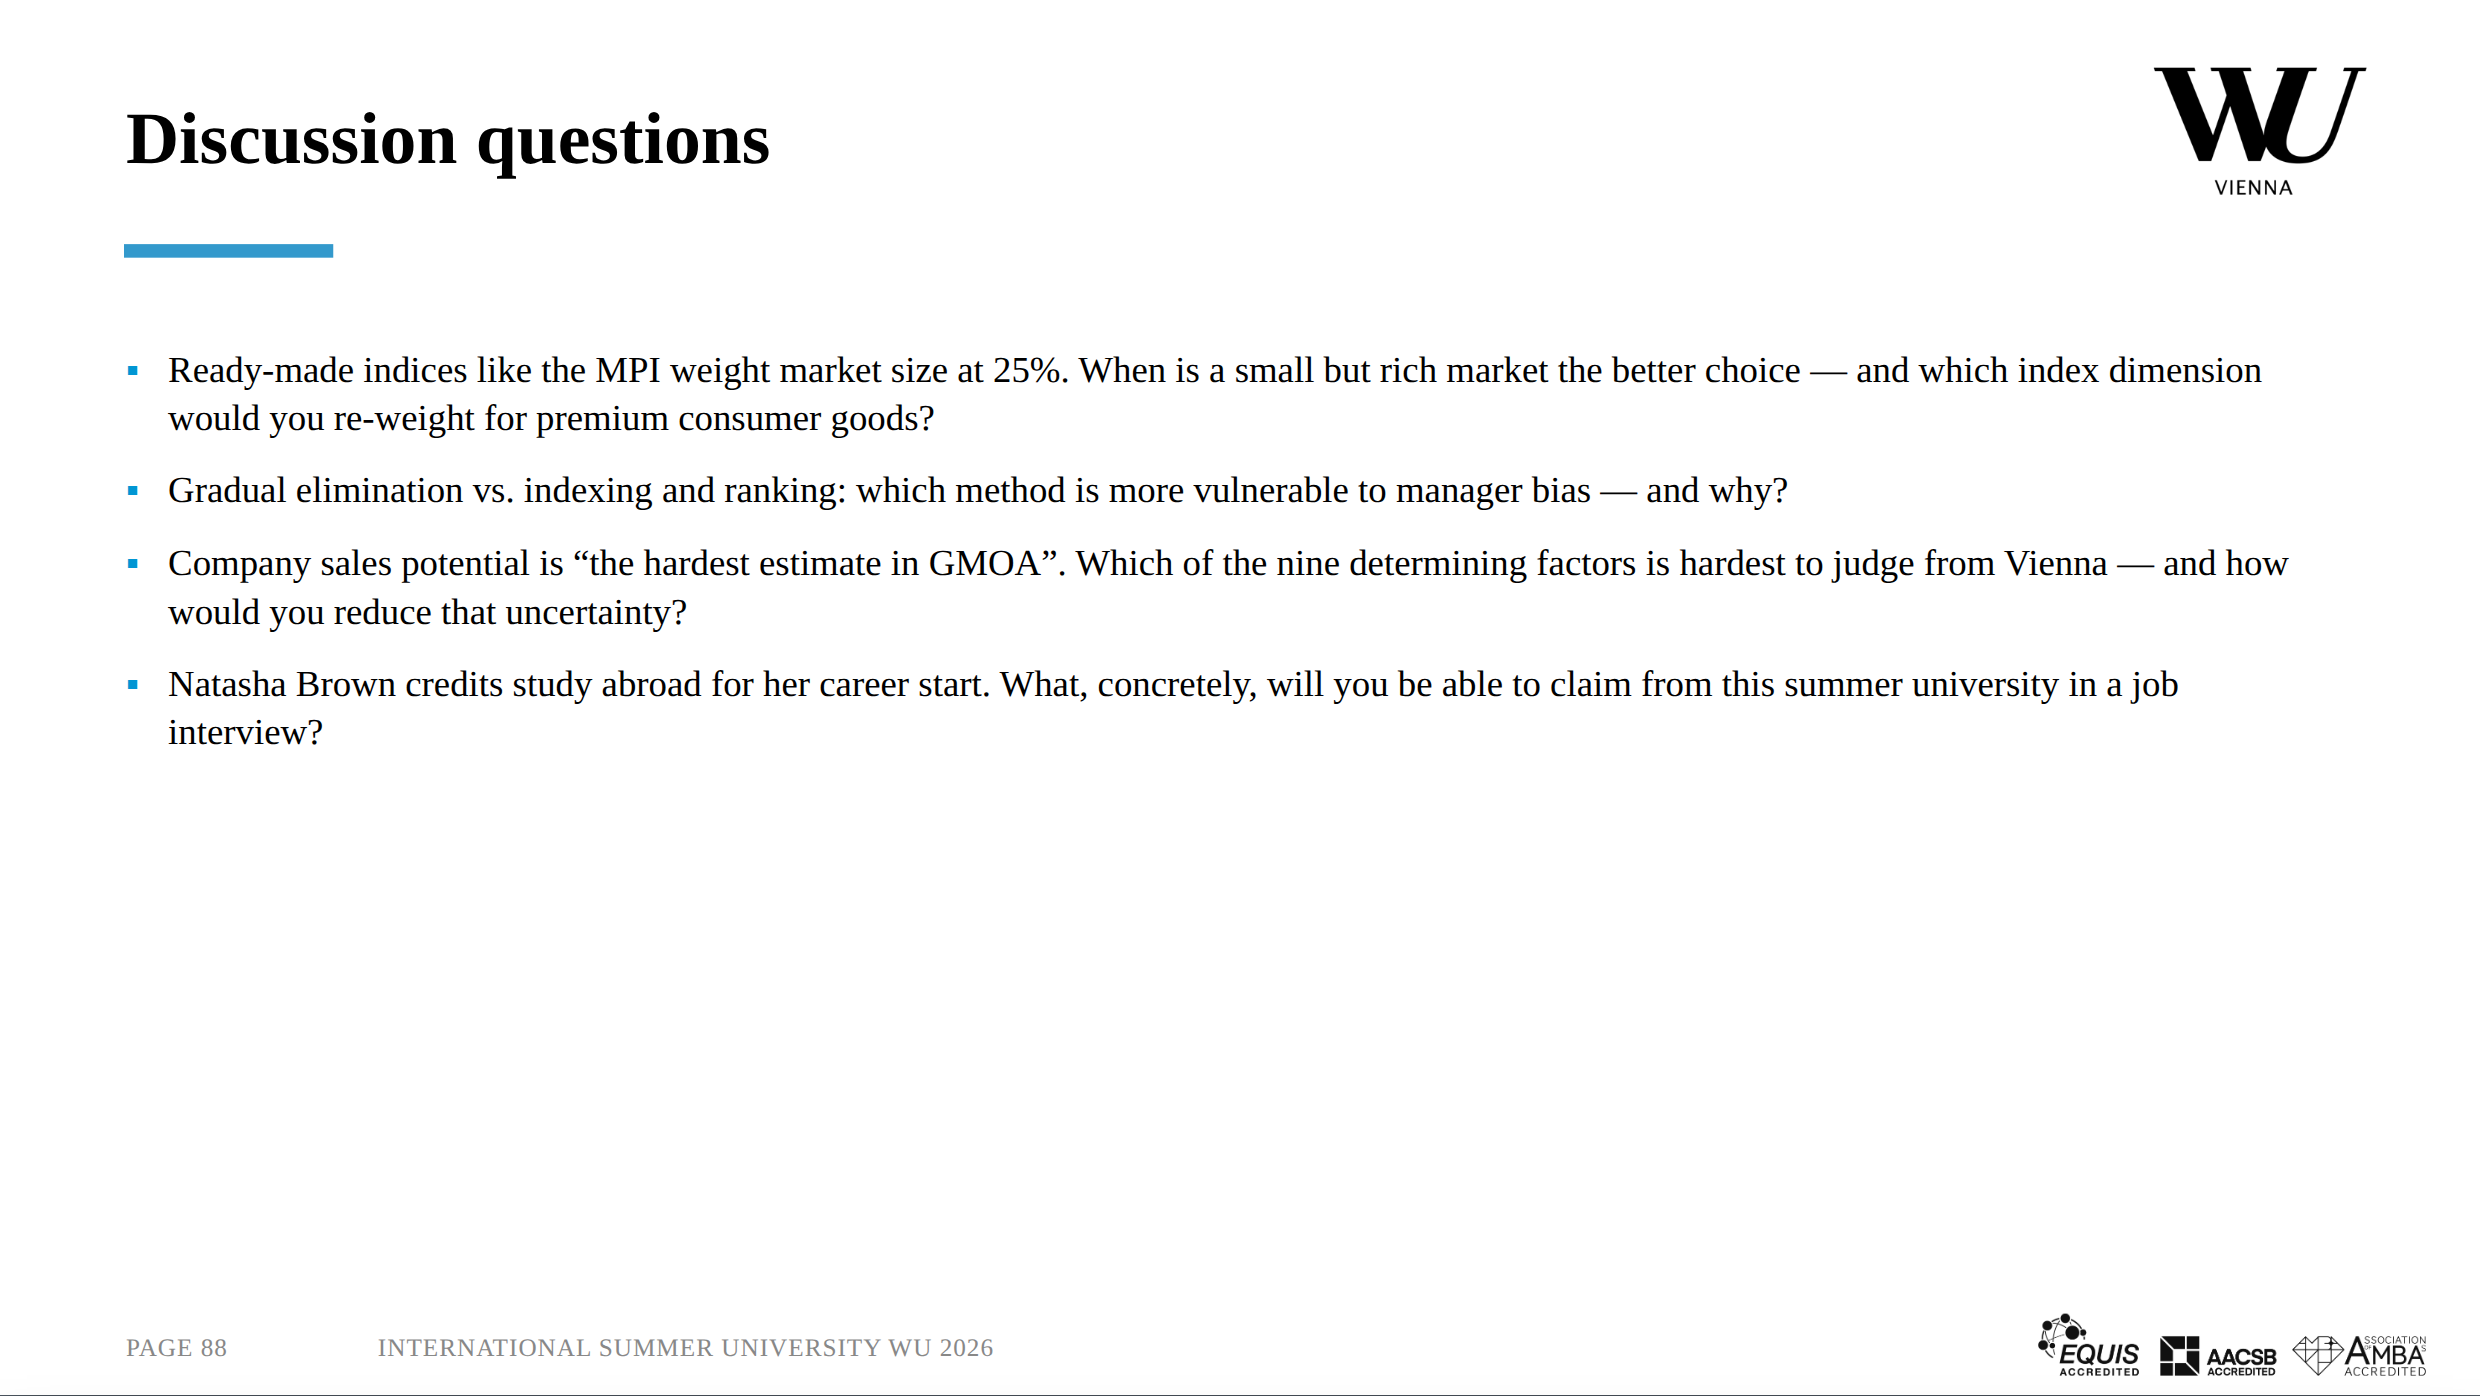 Discussion questions
WU
VIENNA
▪ Ready-made indices like the MPI weight market size at 25%. When is a small but rich market the better choice — and which index dimension
would you re-weight for premium consumer goods?
▪ Gradual elimination vs. indexing and ranking: which method is more vulnerable to manager bias — and why?
▪ Company sales potential is “the hardest estimate in GMOA”. Which of the nine determining factors is hardest to judge from Vienna — and how
would you reduce that uncertainty?
▪ Natasha Brown credits study abroad for her career start. What, concretely, will you be able to claim from this summer university in a job
interview?
PAGE 88 INTERNATIONAL SUMMER UNIVERSITY WU 2026
EQUIS
ACCREDITED
AACSB
ACCREDITED
ASSOCIATION
OF
AMBAS
ACCREDITED